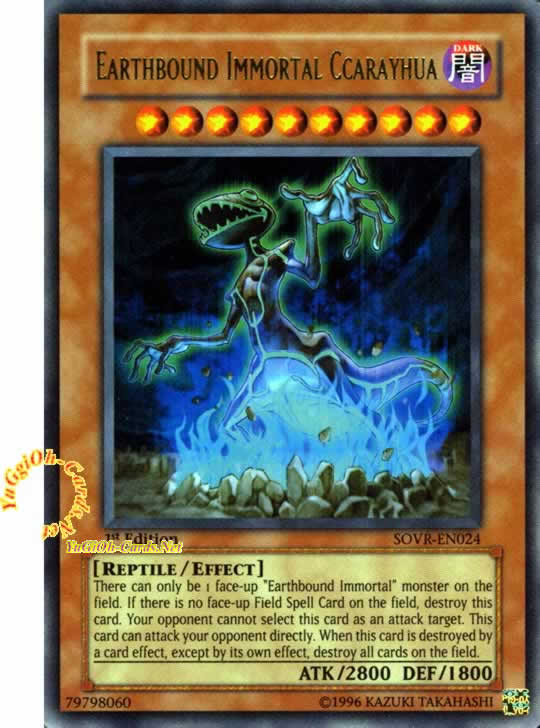 EARTHBOUND IMMORTAL CCARAYHUA
DARK
闇
YuGgiOh-Cards.Net
1st Edition
YuGiOh-Cards.Net
SOVR-EN024
[REPTILE/EFFECT]
There can only be 1 face-up "Earthbound Immortal" monster on the
field. If there is no face-up Field Spell Card on the field, destroy this
card. Your opponent cannot select this card as an attack target. This
card can attack your opponent directly. When this card is destroyed by
a card effect, except by its own effect, destroy all cards on the field.
ATK/2800 DEF/1800
79798060
©1996 KAZUKI TAKAHASHI